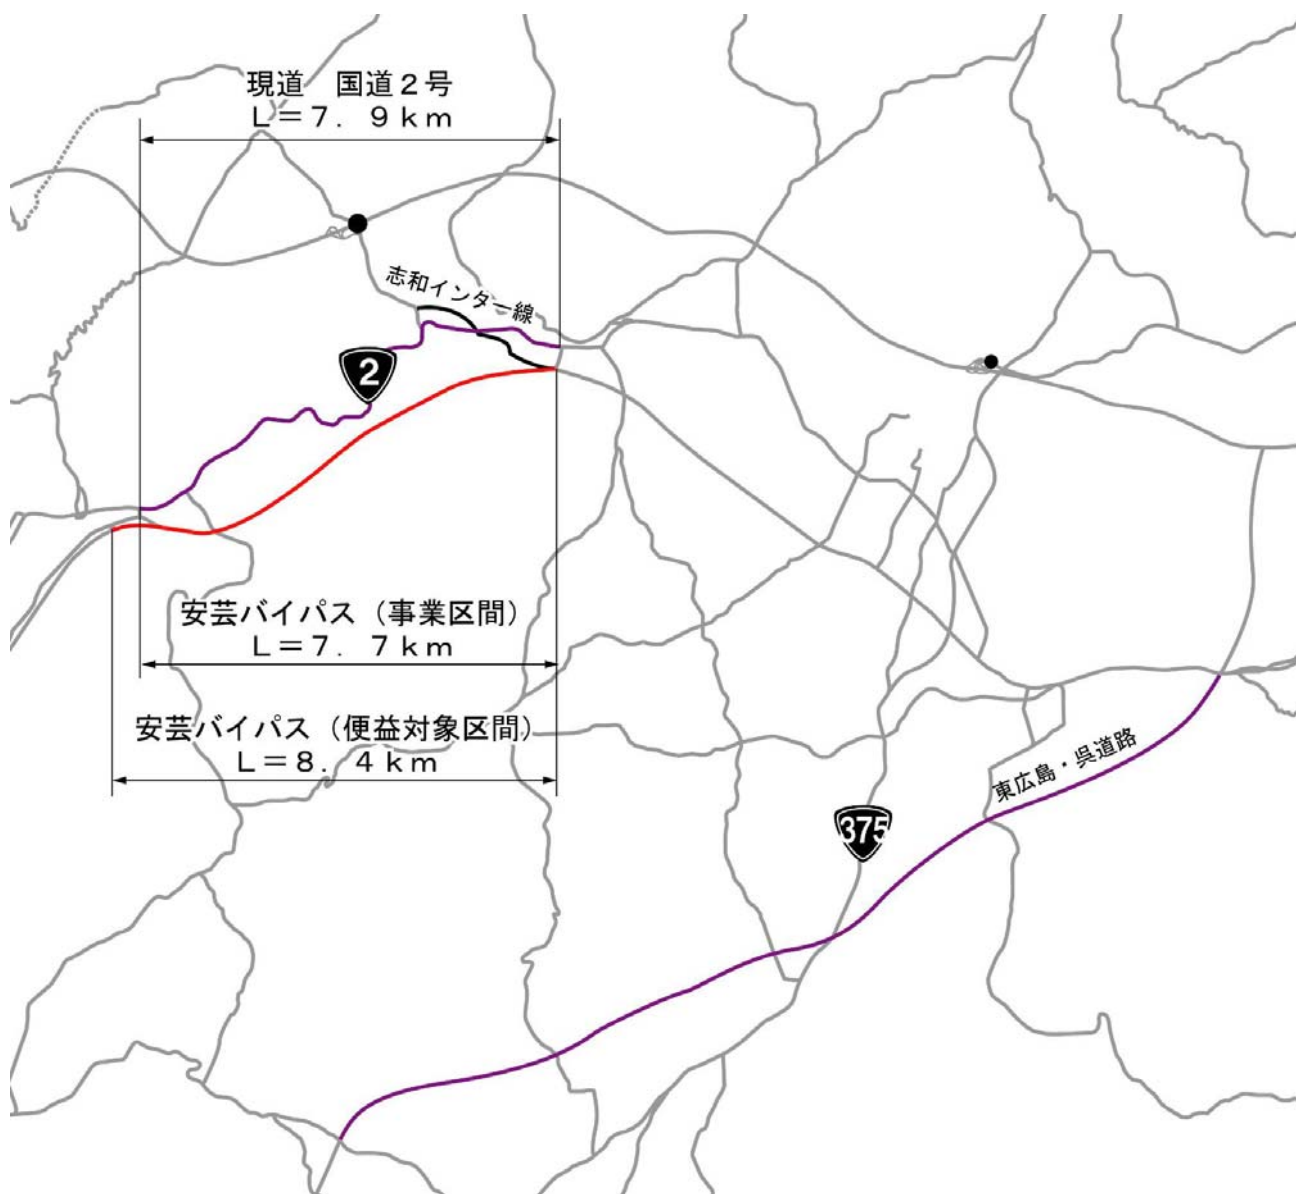 現道　国道２号
Ｌ＝７．９ｋｍ
志和インター線
2
安芸バイパス（事業区間）
Ｌ＝７．７ｋｍ
安芸バイパス（便益対象区間）
Ｌ＝８．４ｋｍ
東広島・呉道路
375